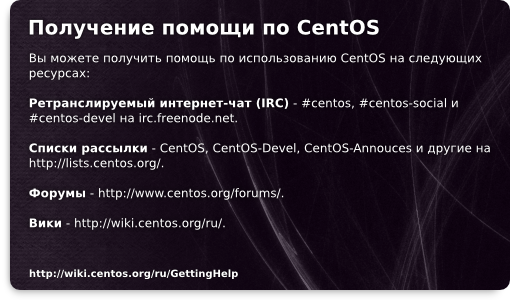 Получение помощи по CentOS
Вы можете получить помощь по использованию CentOS на следующих
ресурсах:
Ретранслируемый интернет-чат (IRC) - #centos, #centos-social и
#centos-devel на irc.freenode.net.
Списки рассылки - CentOS, CentOS-Devel, CentOS-Annouces и другие на
http://lists.centos.org/.
Форумы - http://www.centos.org/forums/.
Вики - http://wiki.centos.org/ru/.
http://wiki.centos.org/ru/GettingHelp